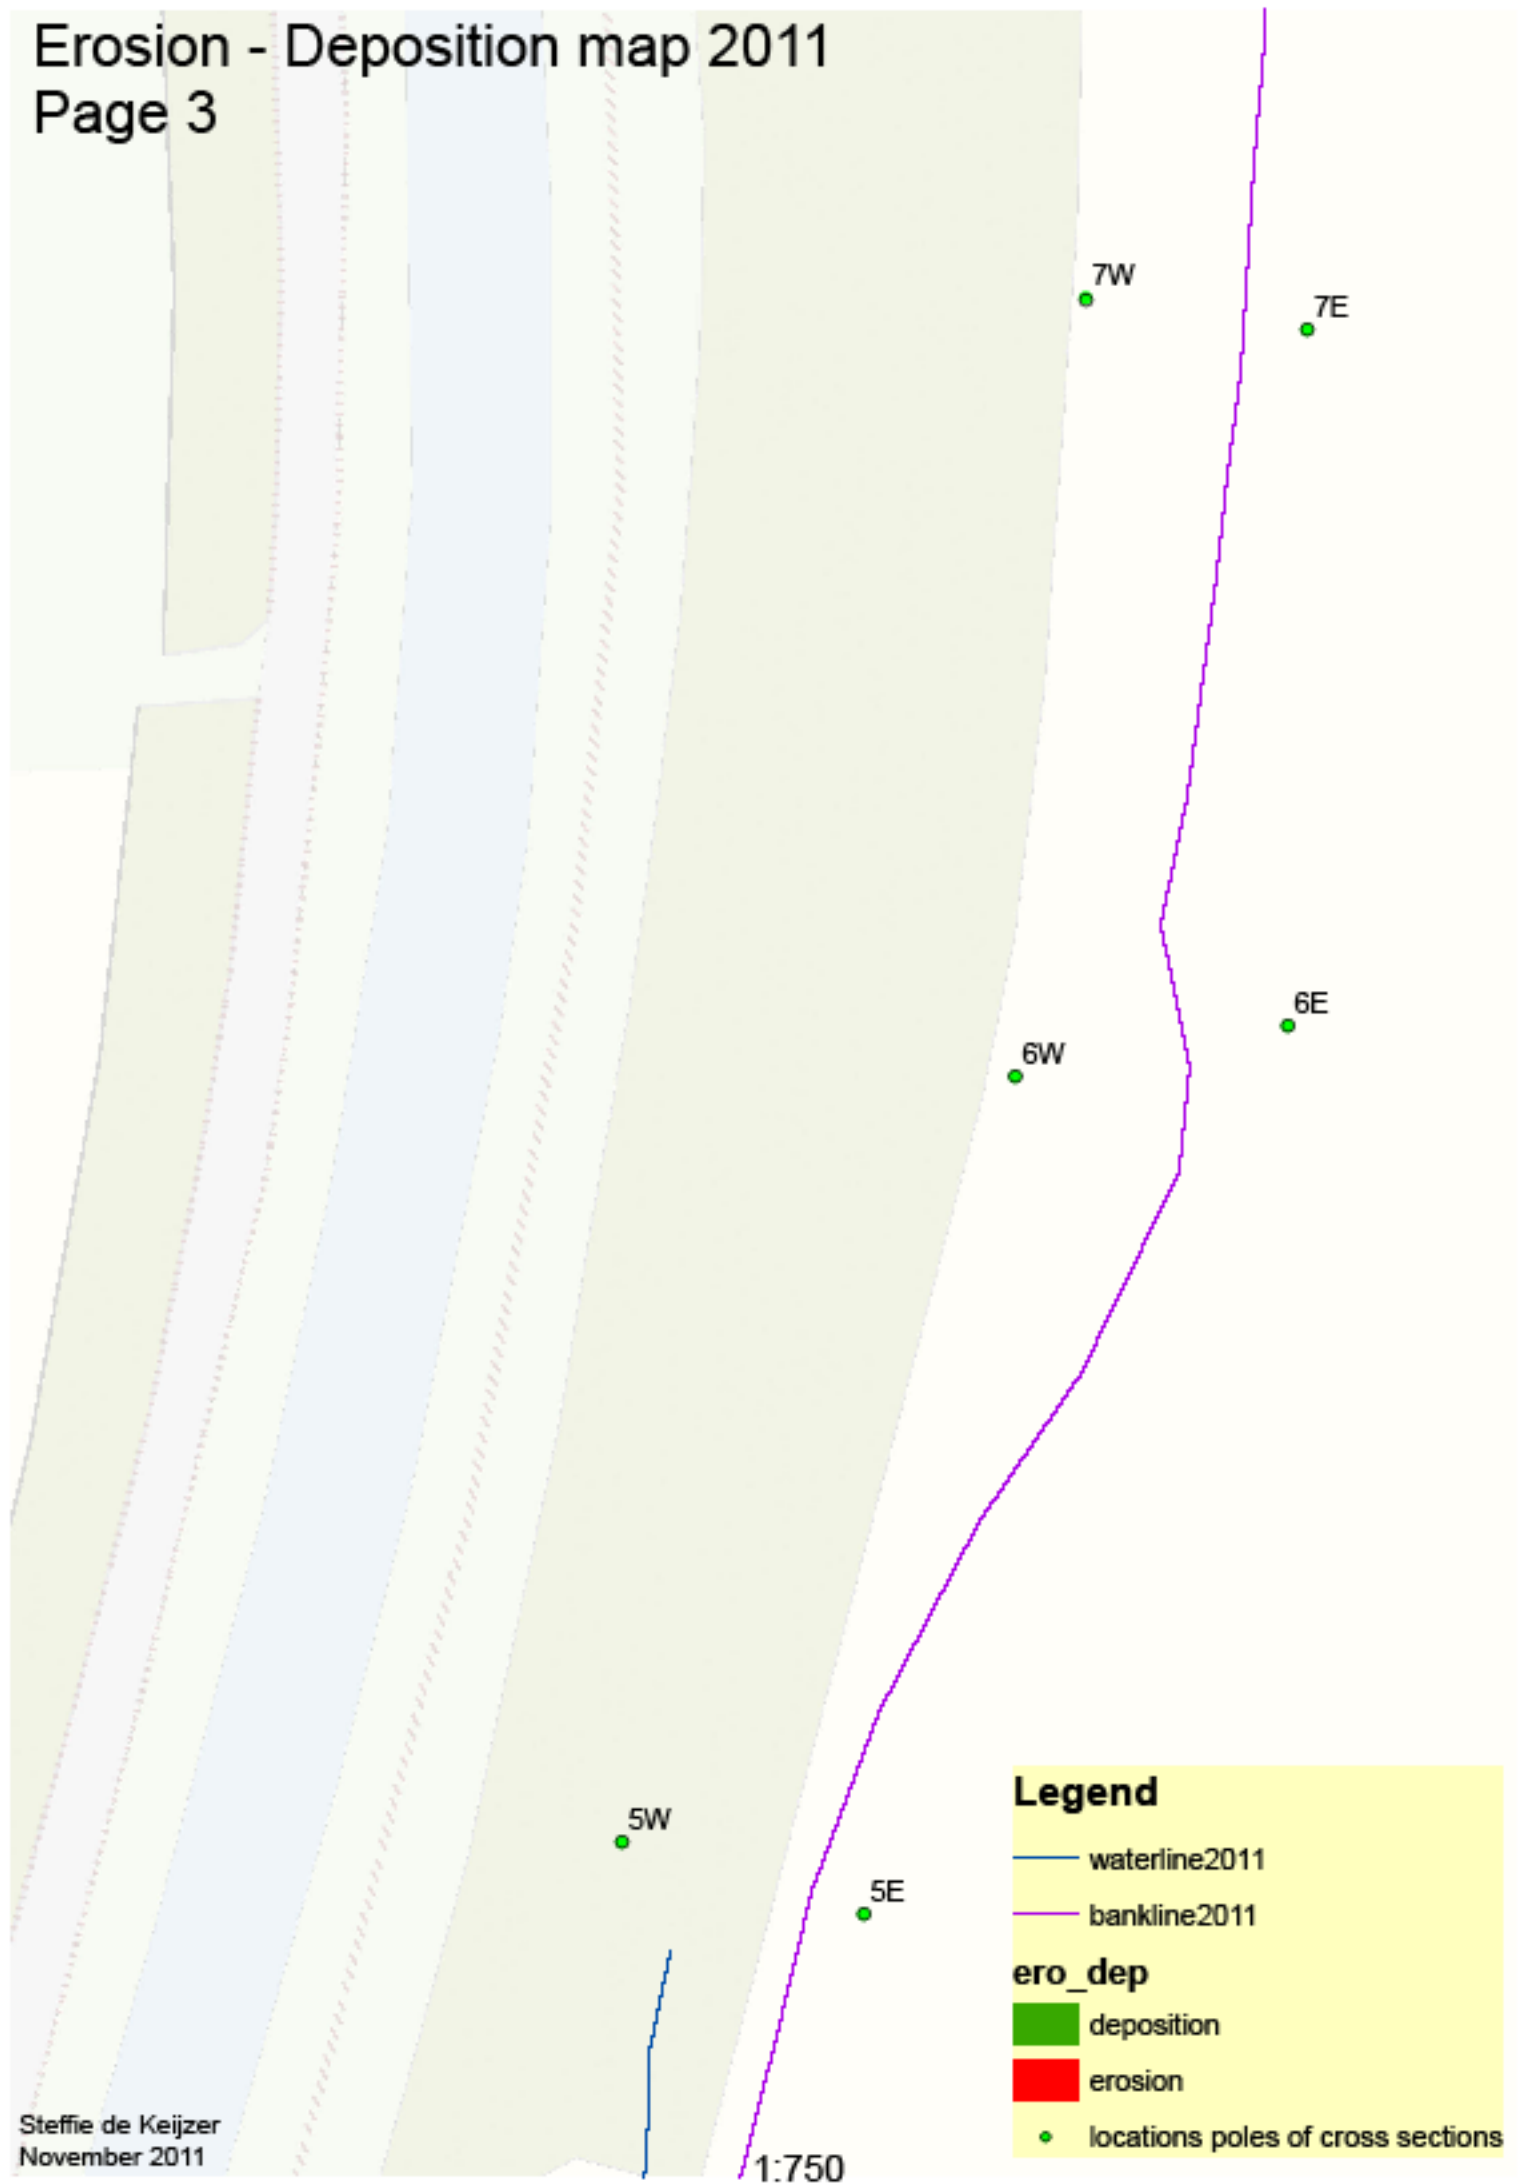 Erosion - Deposition map 2011
Page 3
7W
7E
6E
6W
5W
5E
Legend
waterline2011
bankline2011
ero_dep
deposition
erosion
locations poles of cross sections
Steffie de Keijzer
November 2011
1:750